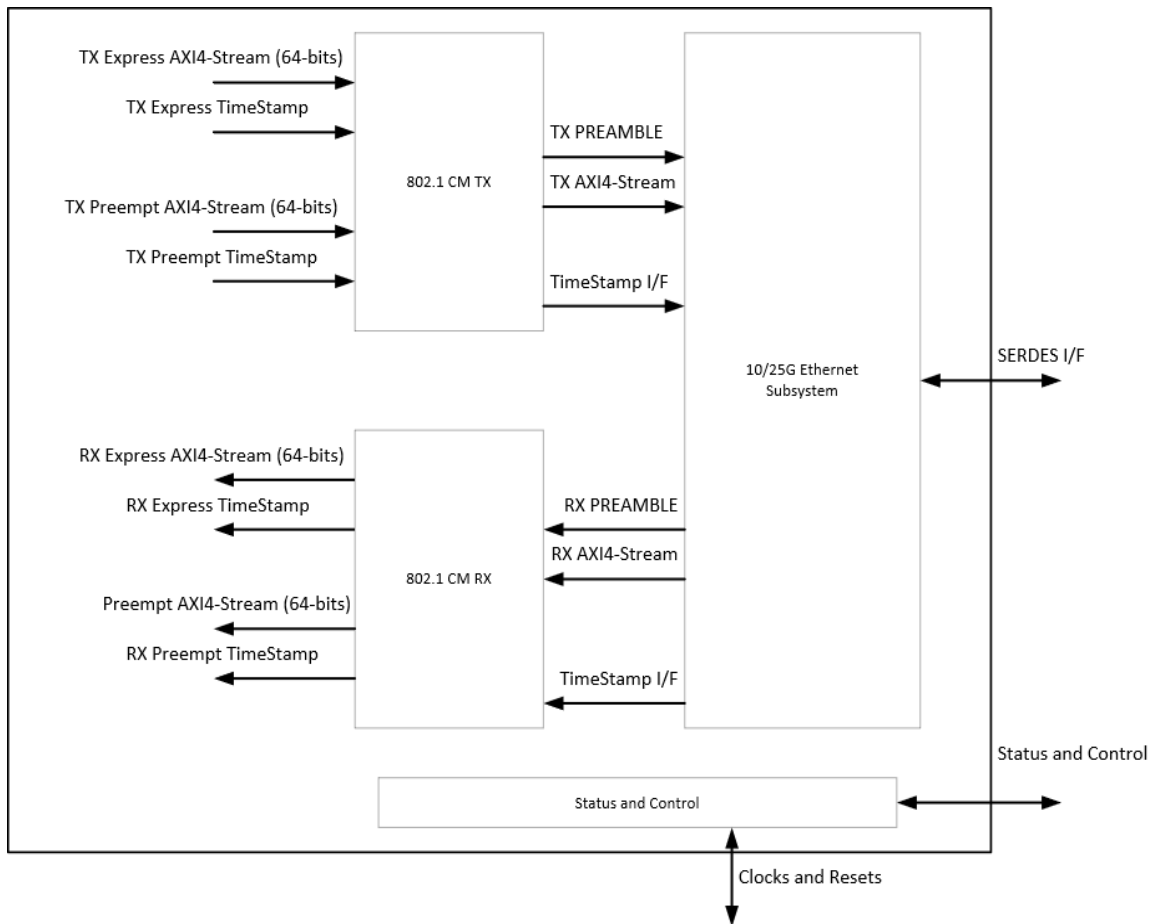 TX Express AXI4-Stream (64-bits)
TX Express TimeStamp
TX Preempt AXI4-Stream (64-bits)
TX Preempt TimeStamp
802.1 CM TX
TX PREAMBLE
TX AXI4-Stream
TimeStamp I/F
10/25G Ethernet
Subsystem
SERDES I/F
RX Express AXI4-Stream (64-bits)
RX Express TimeStamp
Preempt AXI4-Stream (64-bits)
RX Preempt TimeStamp
802.1 CM RX
RX PREAMBLE
RX AXI4-Stream
TimeStamp I/F
Status and Control
Status and Control
Clocks and Resets